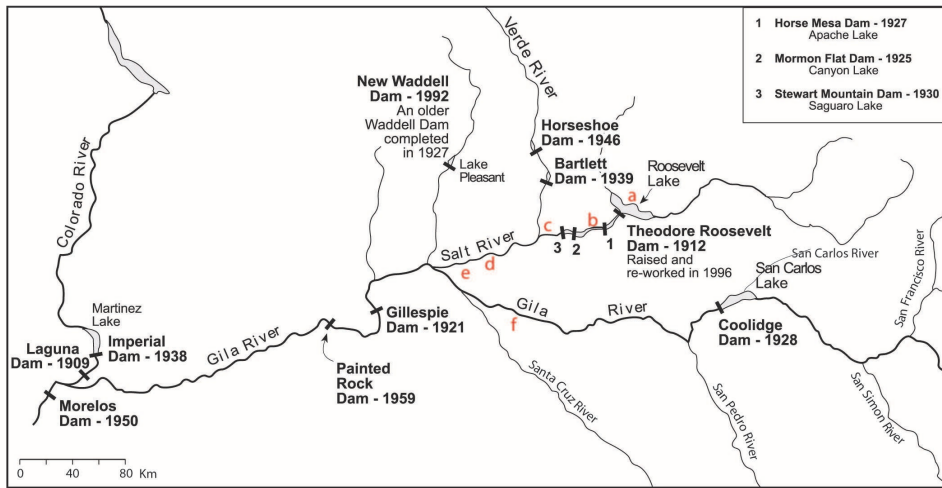 1 Horse Mesa Dam - 1927
Apache Lake
2 Mormon Flat Dam - 1925
Canyon Lake
3 Stewart Mountain Dam - 1930
Saguaro Lake
Verde River
New Waddell
Dam - 1992
An older
Waddell Dam
completed
in 1927
Lake
Pleasant
Horseshoe
Dam - 1946
Bartlett
Dam - 1939
Roosevelt
Lake
a
b
c
3
2
1
Theodore Roosevelt
Dam - 1912
Raised and
re-worked in 1996
Colorado River
Salt River
d
e
f
Gila
River
San Carlos River
San Carlos
Lake
San Francisco River
Coolidge
Dam - 1928
Martinez
Lake
Imperial
Dam - 1938
Laguna
Dam - 1909
Morelos
Dam - 1950
Gila River
Gillespie
Dam - 1921
Painted
Rock
Dam - 1959
Santa Cruz River
San Pedro River
San Simon River
0 40 80
Km